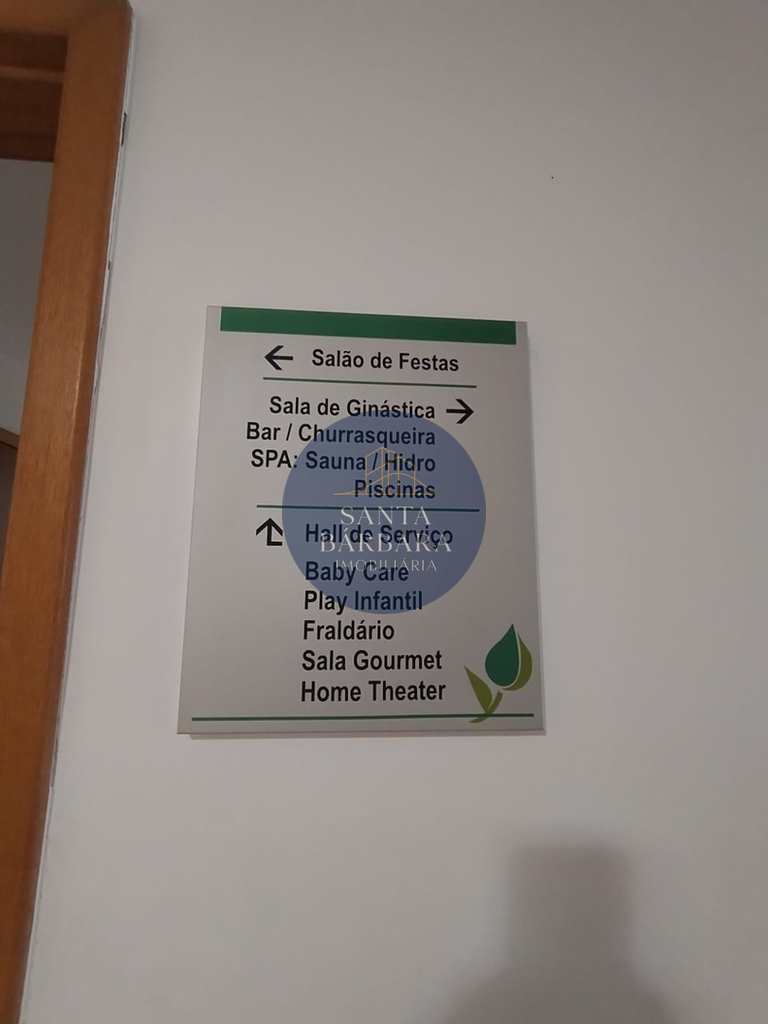 ← Salão de Festas
Sala de Ginástica →
Bar / Churrasqueira
SPA: Sauna / Hidro
Piscinas
Hall de Serviço
Baby Care
Play Infantil
Fraldário
Sala Gourmet
Home Theater
SANTA
BÁRBARA
IMOBILIÁRIA